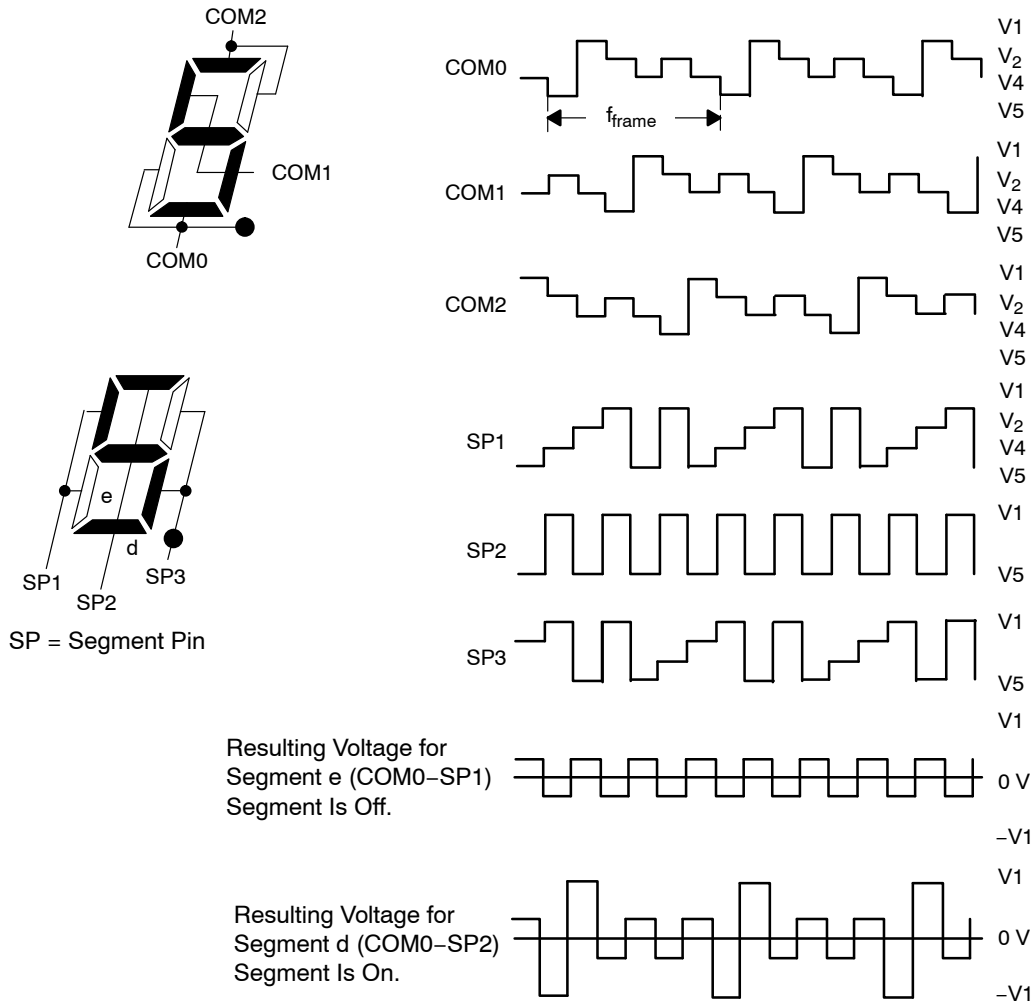 COM2
COM1
COM0
e
d
SP1
SP2
SP3
SP = Segment Pin
COM0
f_frame
V1
V2
V4
V5
COM1
V1
V2
V4
V5
COM2
V1
V2
V4
V5
SP1
V1
V2
V4
V5
SP2
V1
V5
SP3
V1
V5
Resulting Voltage for
Segment e (COM0−SP1)
Segment Is Off.
V1
0 V
−V1
Resulting Voltage for
Segment d (COM0−SP2)
Segment Is On.
V1
0 V
−V1